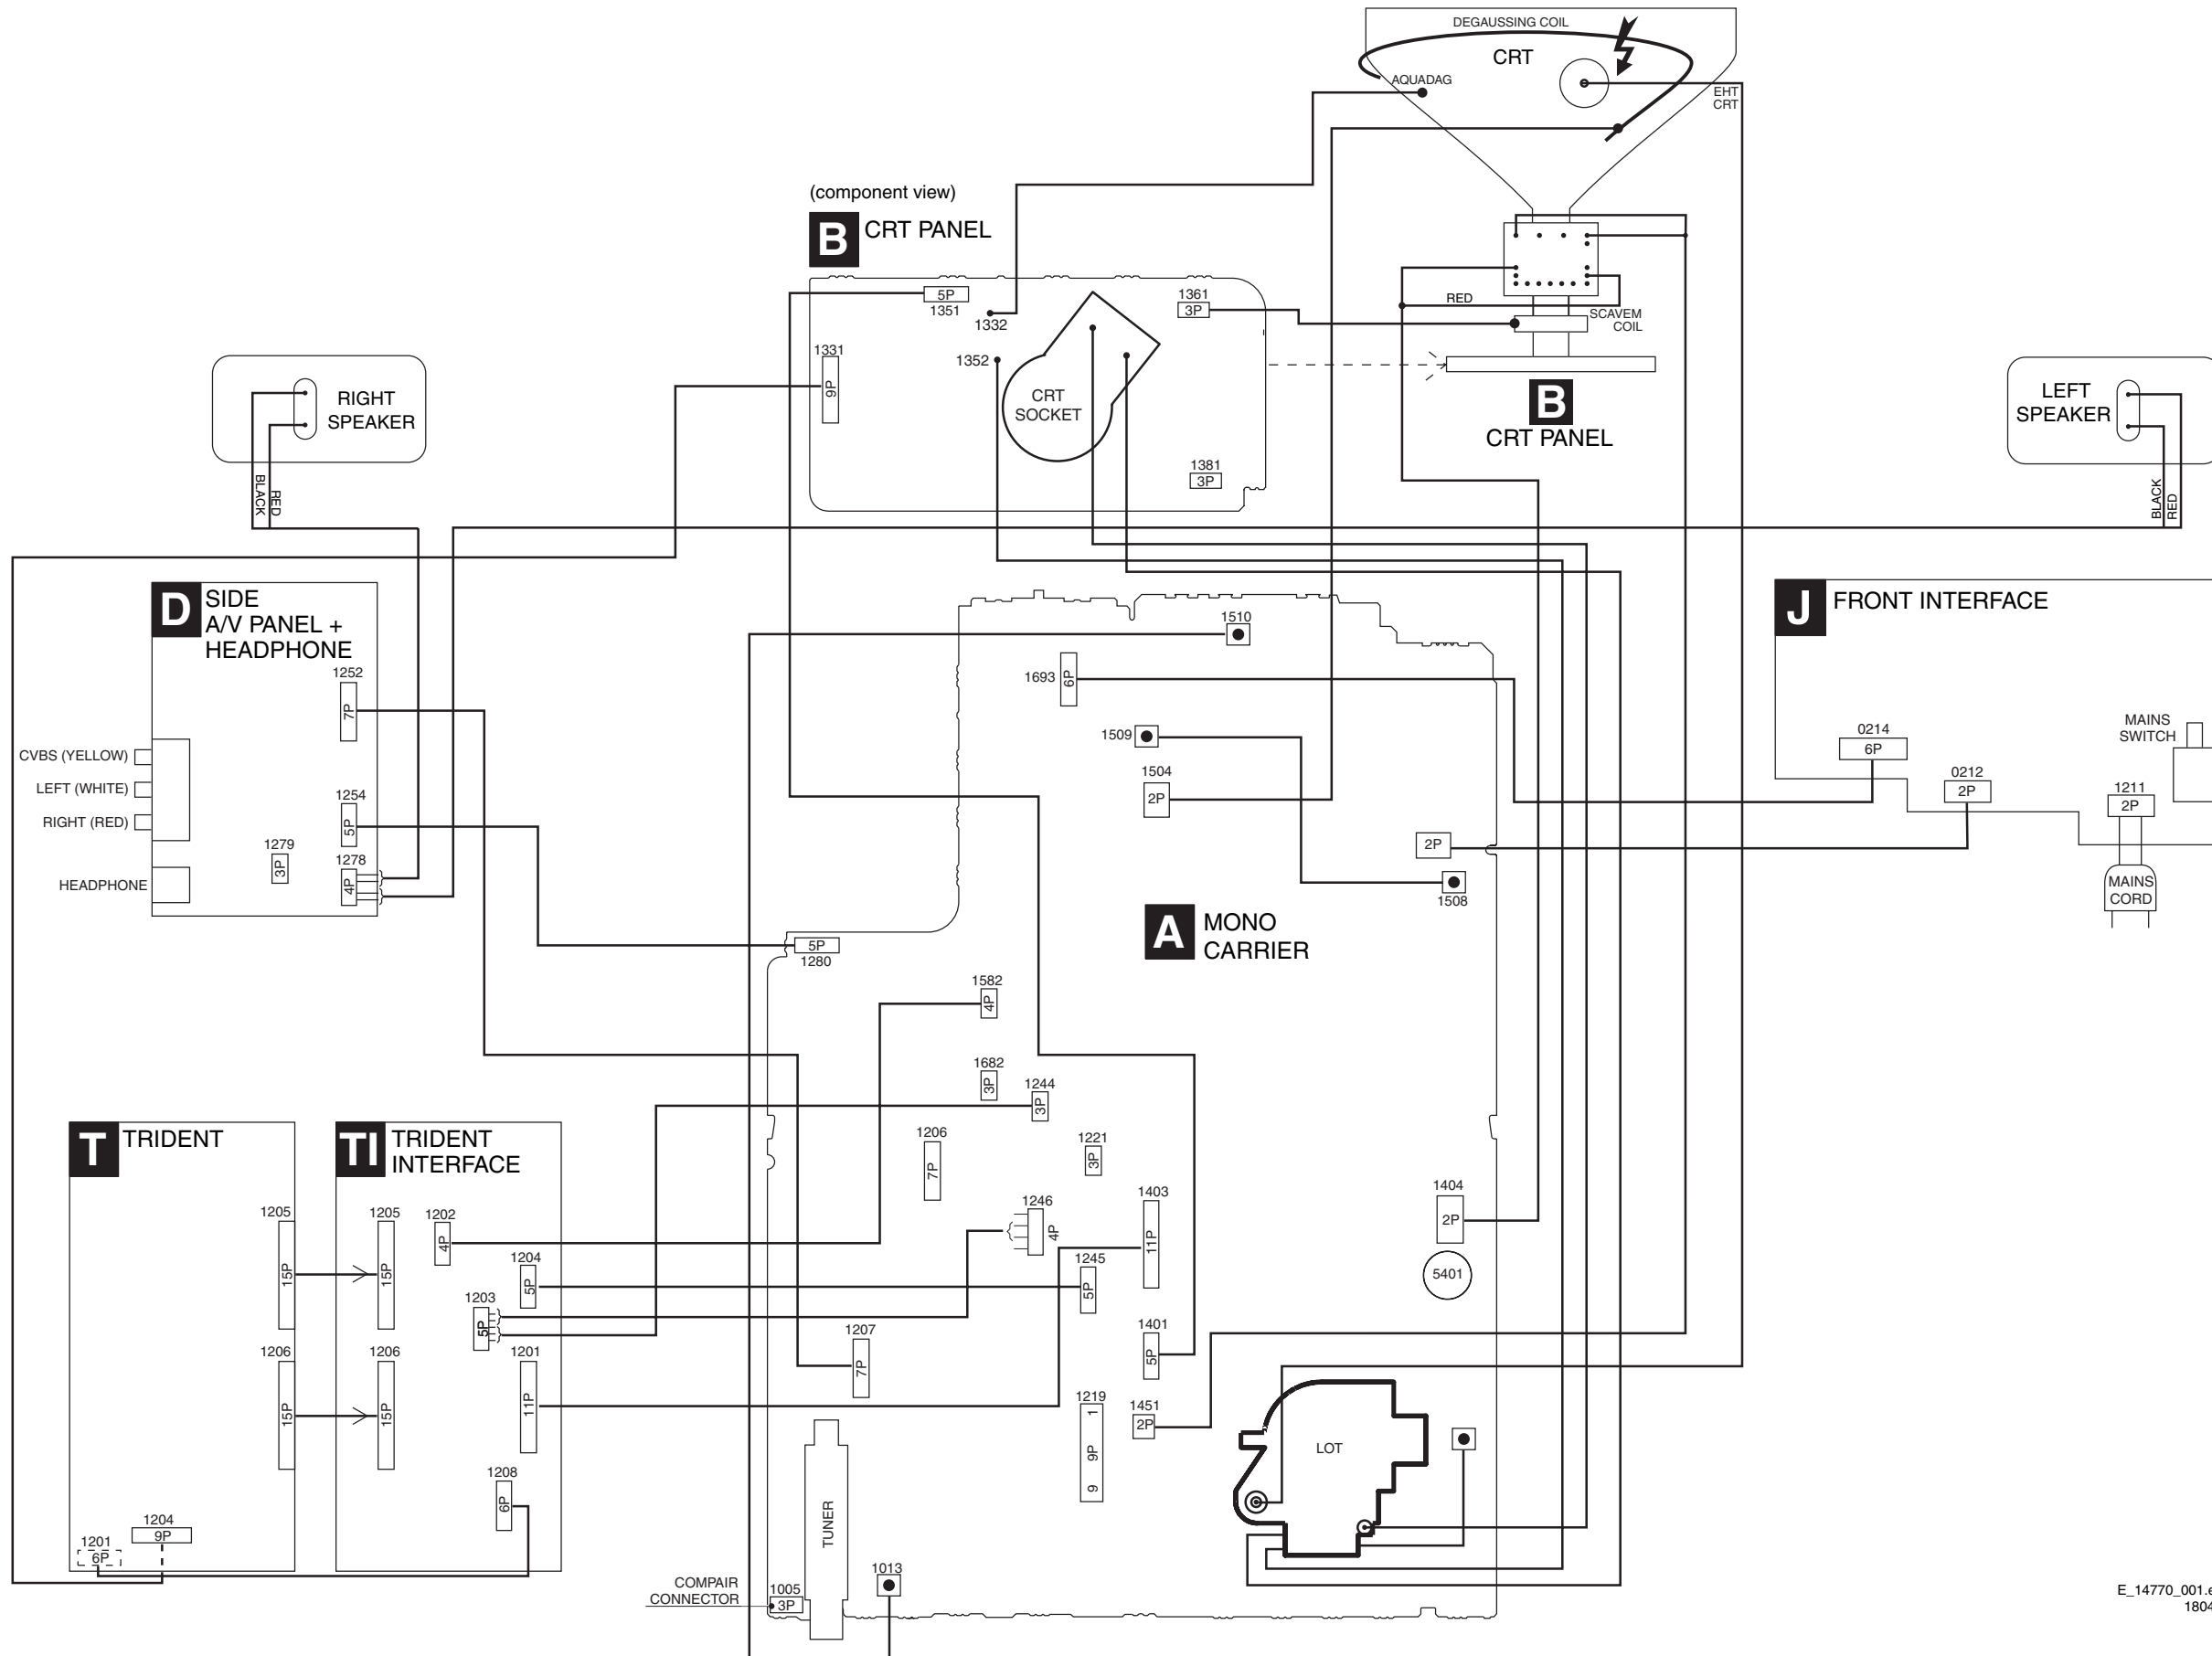 DEGAUSSING COIL
CRT
AQUADAG
EHT
CRT
(component view)
B CRT PANEL
5P
1351
1332
1361
3P
RED
SCAVEM
COIL
1331
9P
1352
CRT
SOCKET
1381
3P
B
CRT PANEL
RIGHT
SPEAKER
BLACK
RED
LEFT
SPEAKER
BLACK
RED
D SIDE
A/V PANEL +
HEADPHONE
1252
7P
CVBS (YELLOW)
LEFT (WHITE)
RIGHT (RED)
HEADPHONE
1254
5P
1279
3P
1278
4P
J FRONT INTERFACE
0214
6P
0212
2P
MAINS
SWITCH
1211
2P
MAINS
CORD
1510
1693
6P
1509
1504
2P
2P
1508
A MONO
CARRIER
5P
1280
1582
4P
1682
3P
1244
3P
1206
7P
1221
3P
1246
4P
1403
11P
1245
5P
1404
2P
5401
1207
7P
1401
5P
1219
1
9P
9
1451
2P
LOT
T TRIDENT
1205
15P
1206
15P
1204
9P
1201
6P
TI TRIDENT
INTERFACE
1205
15P
1202
4P
1204
5P
1203
5P
1206
15P
1201
11P
1208
6P
TUNER
COMPAIR
CONNECTOR
1005
3P
1013
E_14770_001.e
1804